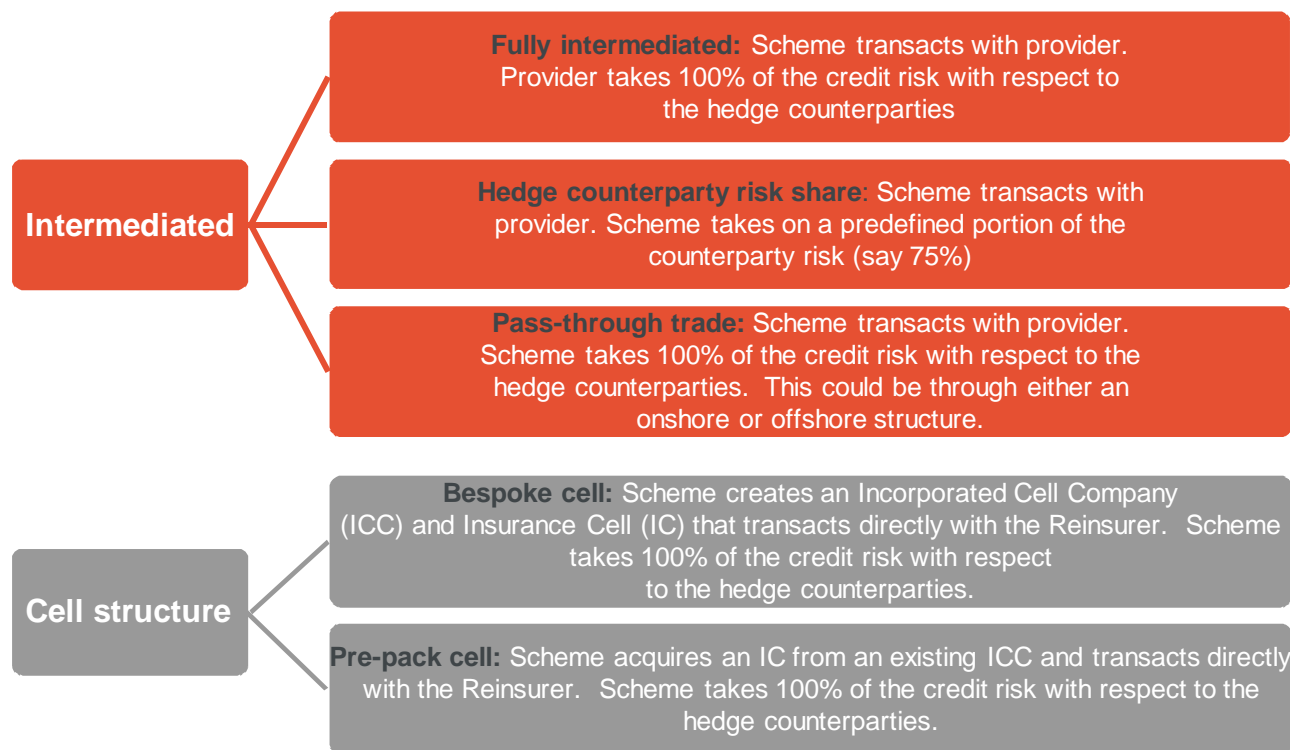 Fully intermediated: Scheme transacts with provider.
Provider takes 100% of the credit risk with respect to
the hedge counterparties
Intermediated
Hedge counterparty risk share: Scheme transacts with
provider. Scheme takes on a predefined portion of the
counterparty risk (say 75%)
Pass-through trade: Scheme transacts with provider.
Scheme takes 100% of the credit risk with respect to the
hedge counterparties. This could be through either an
onshore or offshore structure.
Bespoke cell: Scheme creates an Incorporated Cell Company
(ICC) and Insurance Cell (IC) that transacts directly with the Reinsurer. Scheme
takes 100% of the credit risk with respect
to the hedge counterparties.
Cell structure
Pre-pack cell: Scheme acquires an IC from an existing ICC and transacts directly
with the Reinsurer. Scheme takes 100% of the credit risk with respect to the
hedge counterparties.